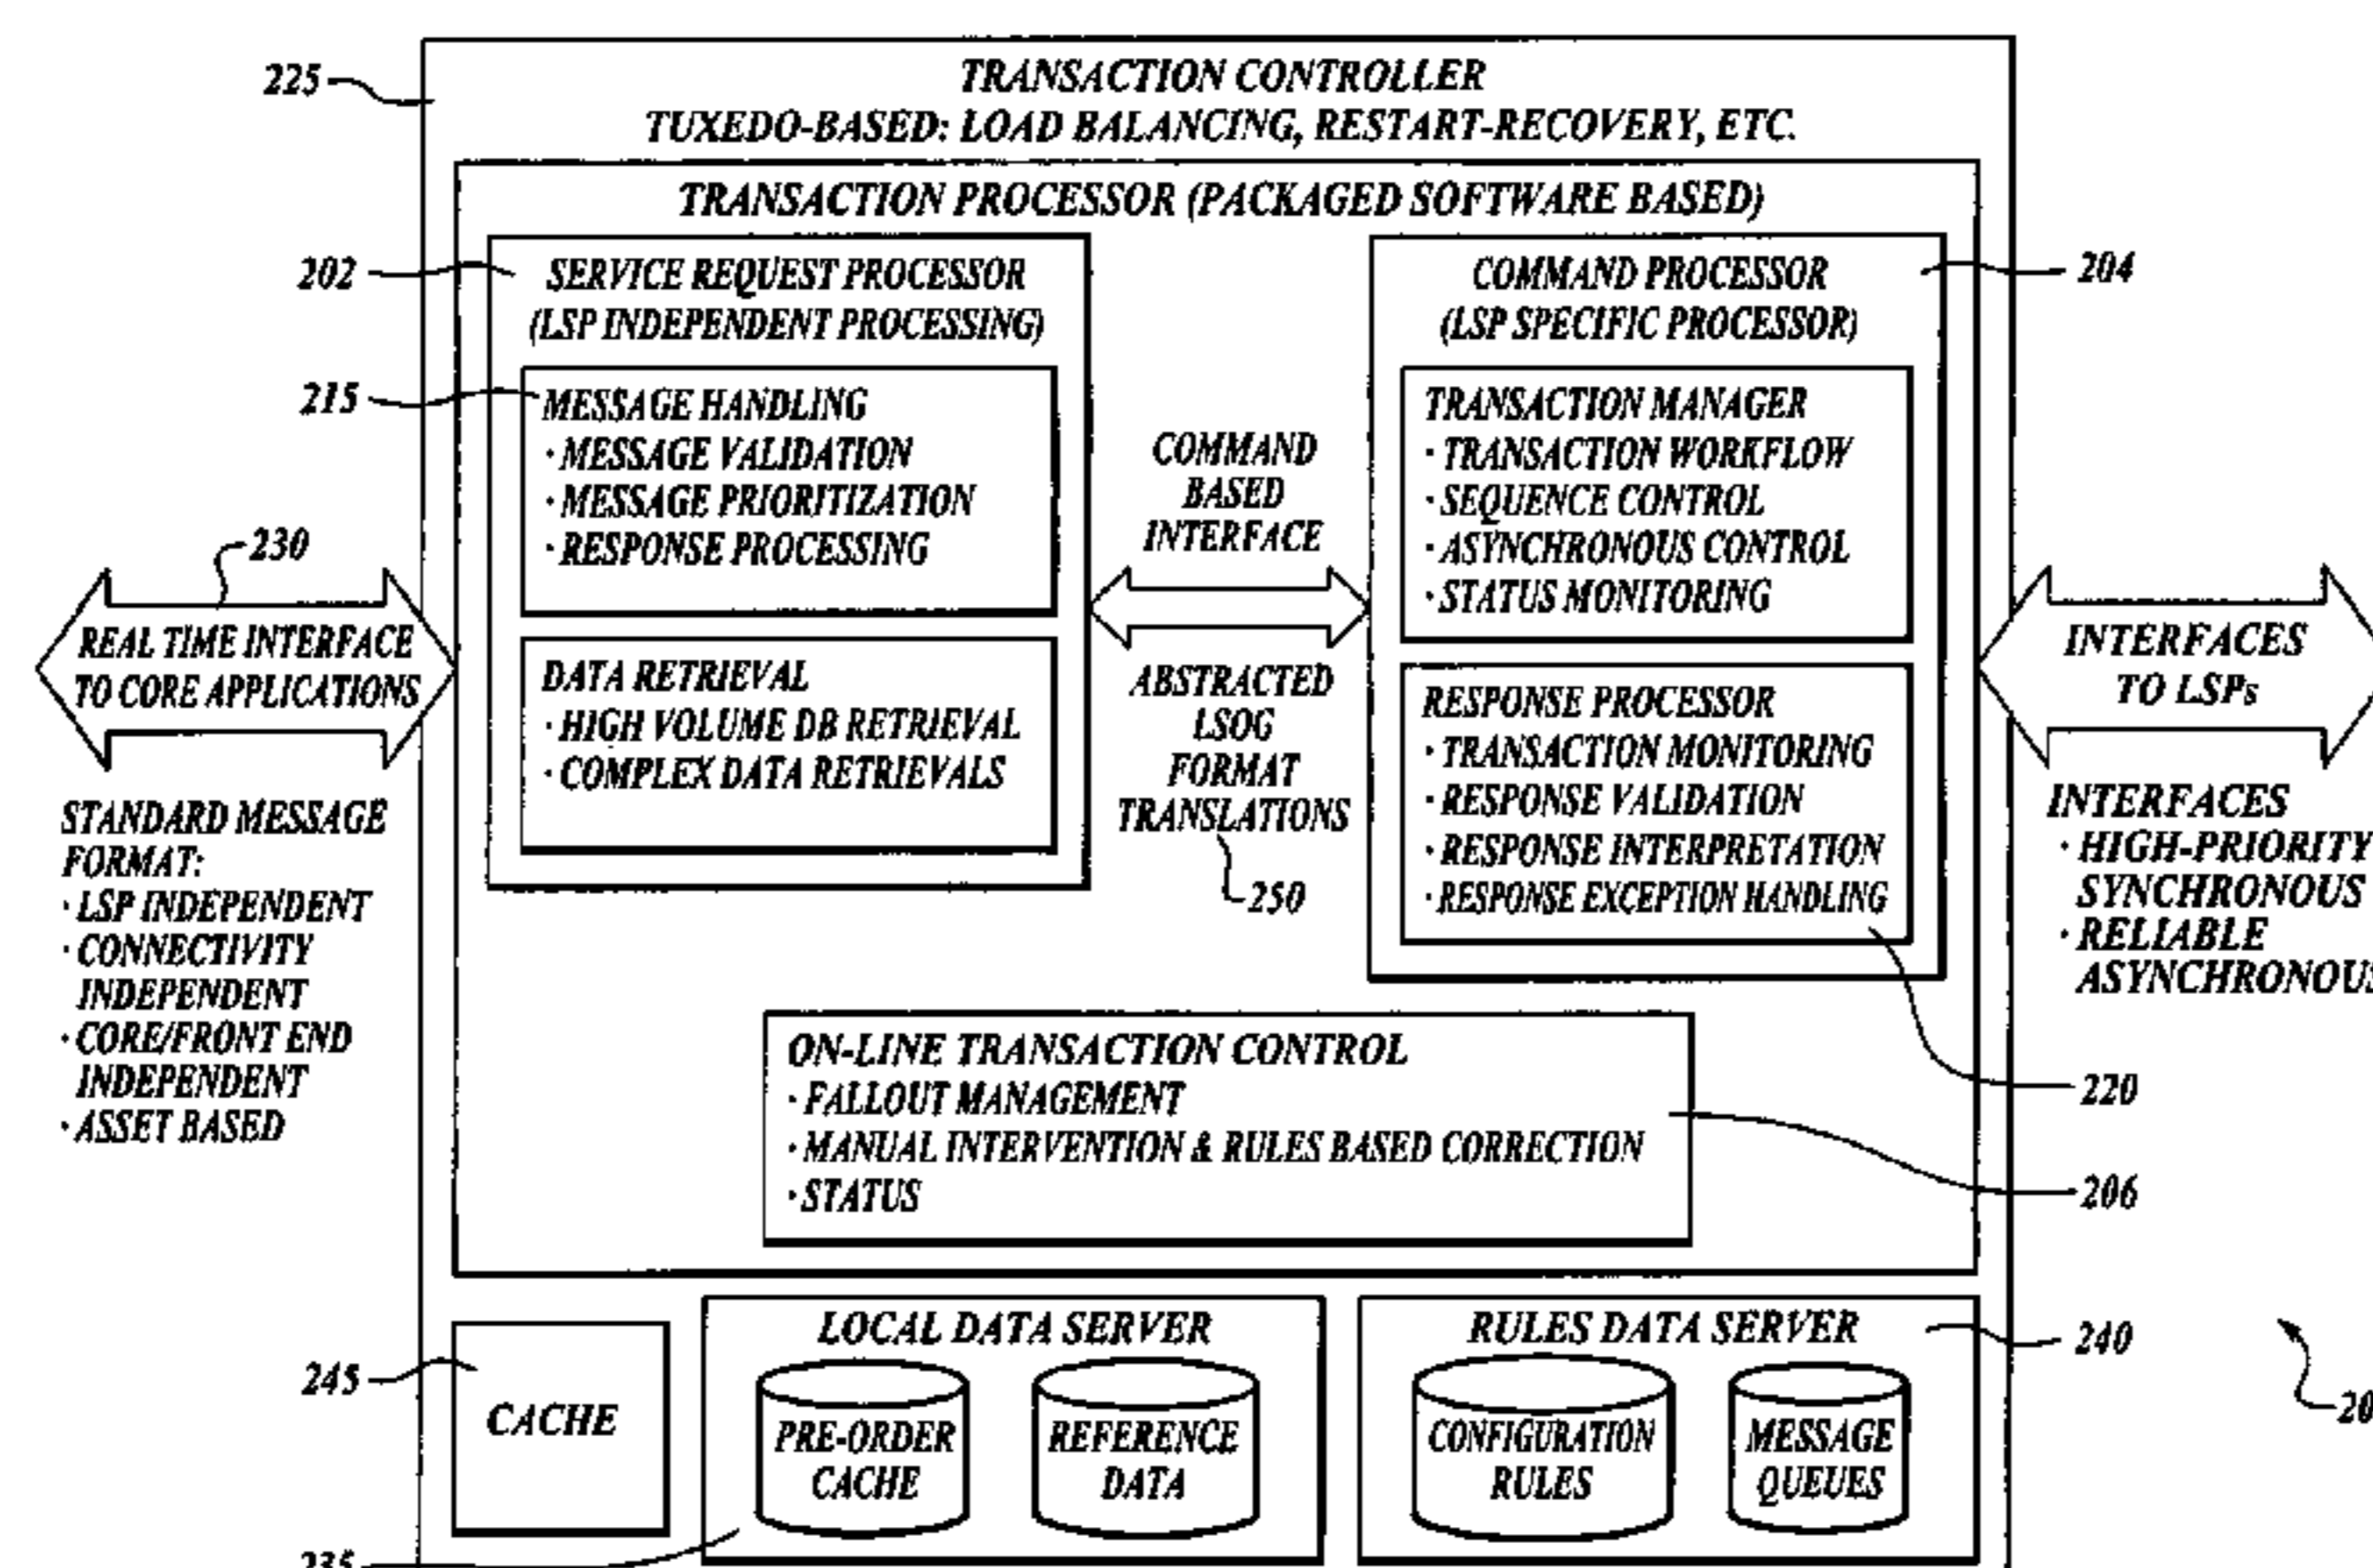 225
TRANSACTION CONTROLLER
TUXEDO-BASED: LOAD BALANCING, RESTART-RECOVERY, ETC.
TRANSACTION PROCESSOR (PACKAGED SOFTWARE BASED)
202
SERVICE REQUEST PROCESSOR
(LSP INDEPENDENT PROCESSING)
215
MESSAGE HANDLING
· MESSAGE VALIDATION
· MESSAGE PRIORITIZATION
· RESPONSE PROCESSING
DATA RETRIEVAL
· HIGH VOLUME DB RETRIEVAL
· COMPLEX DATA RETRIEVALS
COMMAND
BASED
INTERFACE
ABSTRACTED
LSOG
FORMAT
TRANSLATIONS
250
COMMAND PROCESSOR
(LSP SPECIFIC PROCESSOR)
204
TRANSACTION MANAGER
· TRANSACTION WORKFLOW
· SEQUENCE CONTROL
· ASYNCHRONOUS CONTROL
· STATUS MONITORING
RESPONSE PROCESSOR
· TRANSACTION MONITORING
· RESPONSE VALIDATION
· RESPONSE INTERPRETATION
· RESPONSE EXCEPTION HANDLING
220
230
REAL TIME INTERFACE
TO CORE APPLICATIONS
STANDARD MESSAGE
FORMAT:
· LSP INDEPENDENT
· CONNECTIVITY
INDEPENDENT
· CORE/FRONT END
INDEPENDENT
· ASSET BASED
INTERFACES
TO LSPs
INTERFACES
· HIGH-PRIORITY
SYNCHRONOUS
· RELIABLE
ASYNCHRONOUS
ON-LINE TRANSACTION CONTROL
· FALLOUT MANAGEMENT
· MANUAL INTERVENTION & RULES BASED CORRECTION
· STATUS
206
245
CACHE
LOCAL DATA SERVER
PRE-ORDER
CACHE
REFERENCE
DATA
235
RULES DATA SERVER
240
CONFIGURATION
RULES
MESSAGE
QUEUES